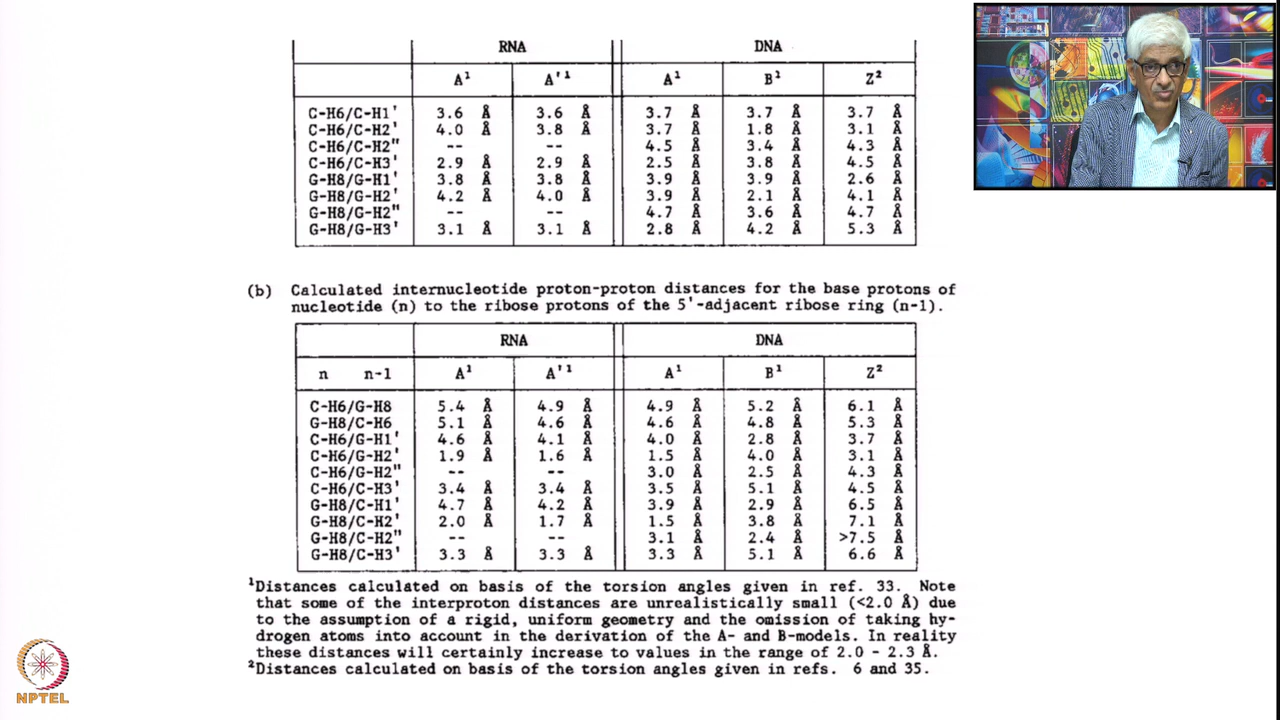 RNA DNA
A¹ A'¹ A¹ B¹ Z²
C-H6/C-H1' 3.6 Å 3.6 Å 3.7 Å 3.7 Å 3.7 Å
C-H6/C-H2' 4.0 Å 3.8 Å 3.7 Å 1.8 Å 3.1 Å
C-H6/C-H2" -- -- 4.5 Å 3.4 Å 4.3 Å
C-H6/C-H3' 2.9 Å 2.9 Å 2.5 Å 3.8 Å 4.5 Å
G-H8/G-H1' 3.8 Å 3.8 Å 3.9 Å 3.9 Å 2.6 Å
G-H8/G-H2' 4.2 Å 4.0 Å 3.9 Å 2.1 Å 4.1 Å
G-H8/G-H2" -- -- 4.7 Å 3.6 Å 4.7 Å
G-H8/G-H3' 3.1 Å 3.1 Å 2.8 Å 4.2 Å 5.3 Å
(b) Calculated internucleotide proton-proton distances for the base protons of
nucleotide (n) to the ribose protons of the 5'-adjacent ribose ring (n-1).
RNA DNA
n n-1 A¹ A'¹ A¹ B¹ Z²
C-H6/G-H8 5.4 Å 4.9 Å 4.9 Å 5.2 Å 6.1 Å
G-H8/C-H6 5.1 Å 4.6 Å 4.6 Å 4.8 Å 5.3 Å
C-H6/G-H1' 4.6 Å 4.1 Å 4.0 Å 2.8 Å 3.7 Å
C-H6/G-H2' 1.9 Å 1.6 Å 1.5 Å 4.0 Å 3.1 Å
C-H6/G-H2" -- -- 3.0 Å 2.5 Å 4.3 Å
C-H6/C-H3' 3.4 Å 3.4 Å 3.5 Å 5.1 Å 4.5 Å
G-H8/C-H1' 4.7 Å 4.2 Å 3.9 Å 2.9 Å 6.5 Å
G-H8/C-H2' 2.0 Å 1.7 Å 1.5 Å 3.8 Å 7.1 Å
G-H8/C-H2" -- -- 3.1 Å 2.4 Å >7.5 Å
G-H8/C-H3' 3.3 Å 3.3 Å 3.3 Å 5.1 Å 6.6 Å
¹Distances calculated on basis of the torsion angles given in ref. 33. Note
that some of the interproton distances are unrealistically small (<2.0 Å) due
to the assumption of a rigid, uniform geometry and the omission of taking hy-
drogen atoms into account in the derivation of the A- and B-models. In reality
these distances will certainly increase to values in the range of 2.0 - 2.3 Å.
²Distances calculated on basis of the torsion angles given in refs. 6 and 35.
NPTEL